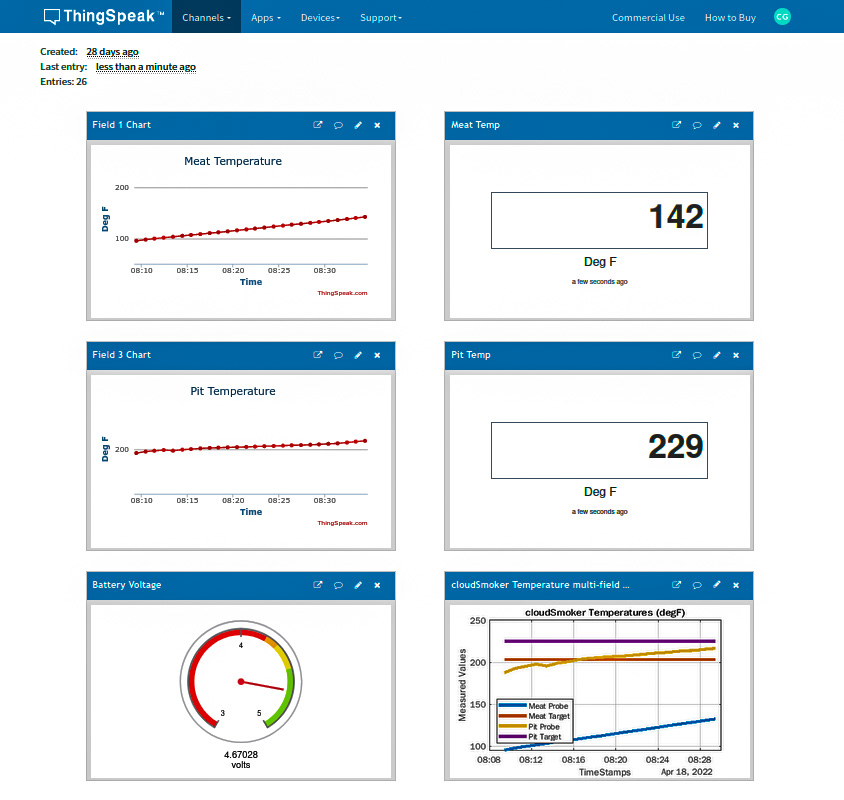 ThingSpeak™ Channels Apps Devices Support Commercial Use How to Buy CG
Created: 28 days ago
Last entry: less than a minute ago
Entries: 26
Field 1 Chart
Meat Temperature
Deg F
200
100
08:10 08:15 08:20 08:25 08:30
Time
ThingSpeak.com
Meat Temp
142
Deg F
a few seconds ago
Field 3 Chart
Pit Temperature
Deg F
200
08:10 08:15 08:20 08:25 08:30
Time
ThingSpeak.com
Pit Temp
229
Deg F
a few seconds ago
Battery Voltage
4
3 5
4.67028
volts
cloudSmoker Temperature multi-field ...
cloudSmoker Temperatures (degF)
Measured Values
250
200
150
100
Meat Probe
Meat Target
Pit Probe
Pit Target
08:08 08:12 08:16 08:20 08:24 08:28
TimeStamps Apr 18, 2022